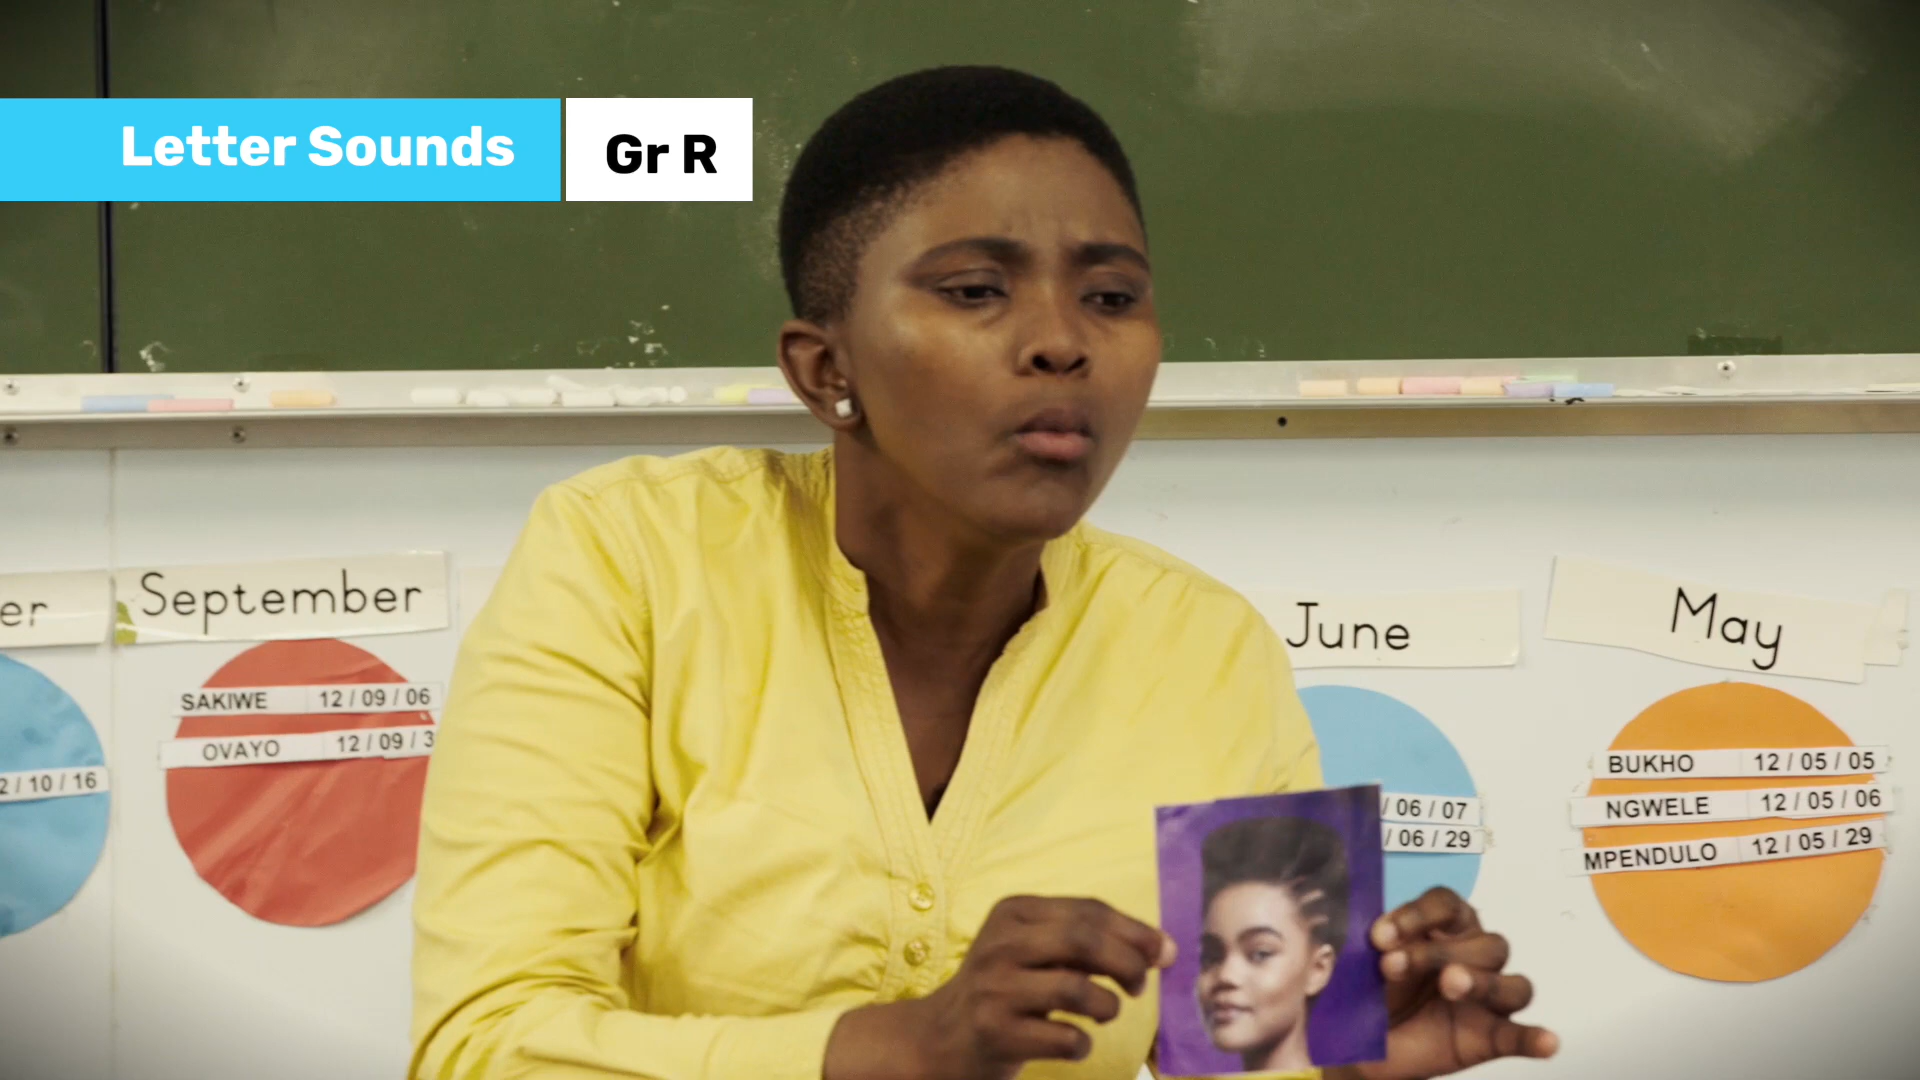 Letter Sounds
Gr R
er
September
June
May
SAKIWE 12 / 09 / 06
OVAYO 12 / 09 / 3
2 / 10 / 16
/ 06 / 07
/ 06 / 29
BUKHO 12 / 05 / 05
NGWELE 12 / 05 / 06
MPENDULO 12 / 05 / 29